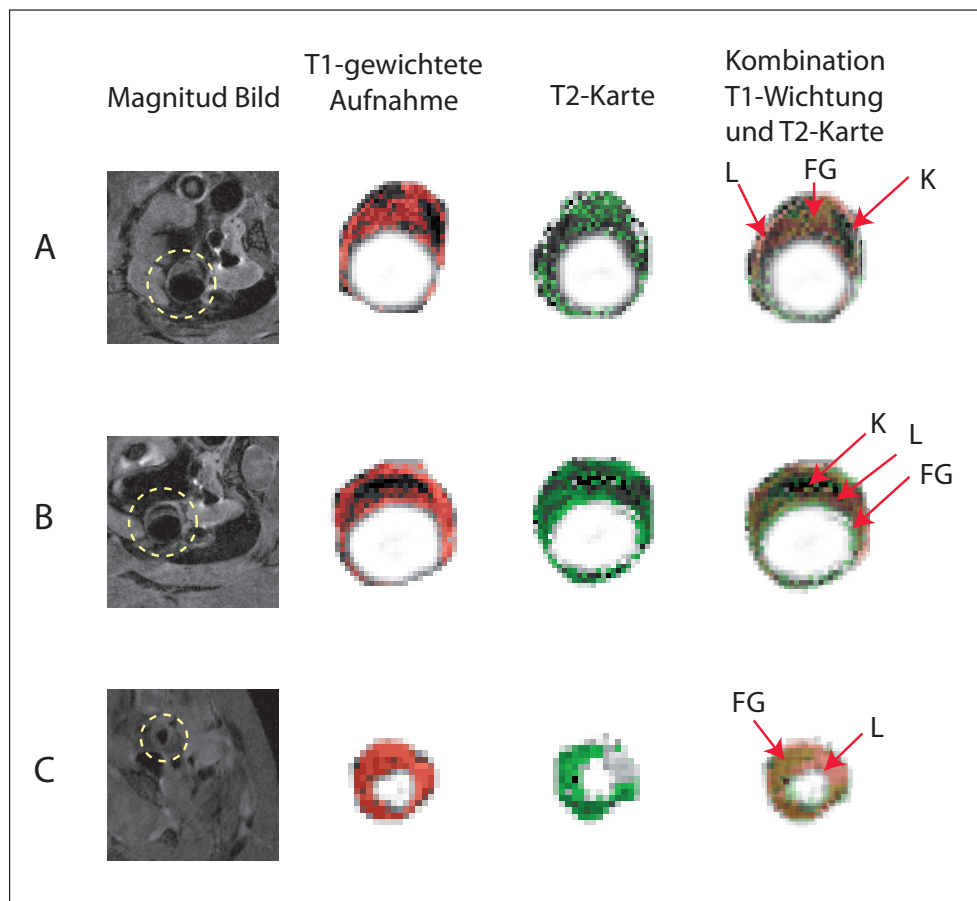 Magnitud Bild
T1-gewichtete
Aufnahme
T2-Karte
Kombination
T1-Wichtung
und T2-Karte
A
L
FG
K
B
K
L
FG
C
FG
L